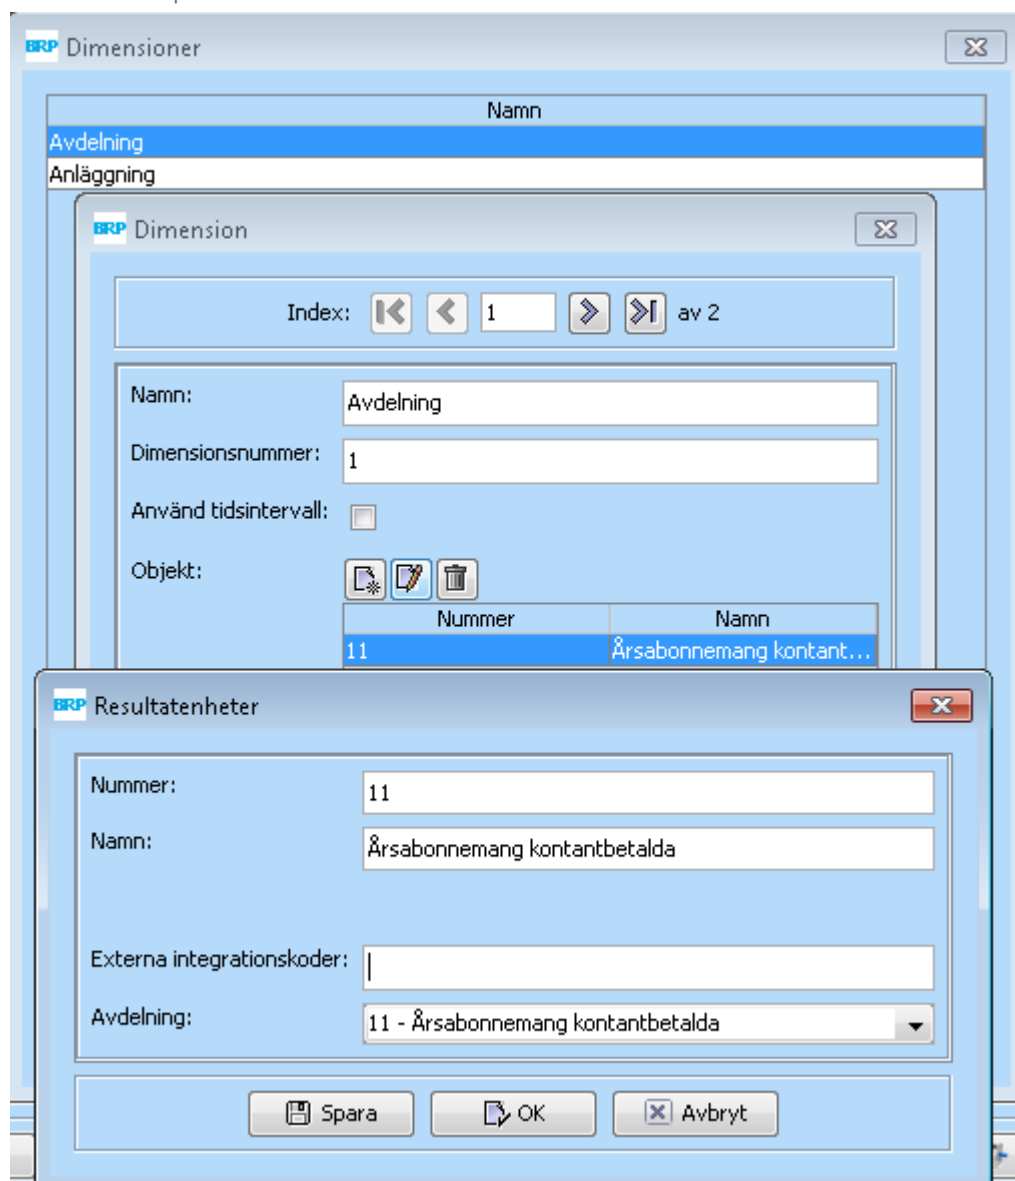 BRP Dimensioner
Namn
Avdelning
Anläggning
BRP Dimension
Index: 1 av 2
Namn: Avdelning
Dimensionsnummer: 1
Använd tidsintervall:
Objekt:
Nummer Namn
11 Årsabonnemang kontant...
BRP Resultatenheter
Nummer: 11
Namn: Årsabonnemang kontantbetalda
Externa integrationskoder:
Avdelning: 11 - Årsabonnemang kontantbetalda
Spara OK Avbryt